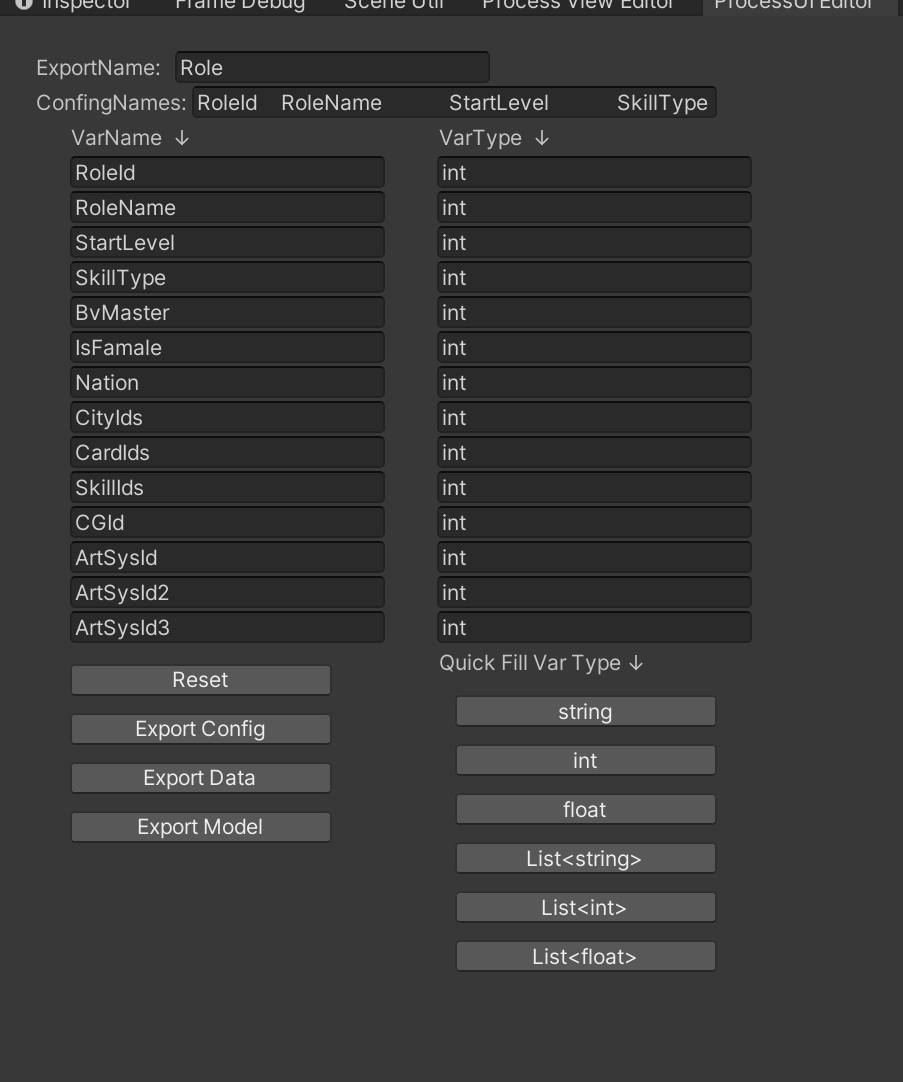 Inspector Frame Debug Scene Util Process View Editor ProcessUI Editor
ExportName: Role
ConfingNames: RoleId RoleName StartLevel SkillType
VarName ↓ VarType ↓
RoleId int
RoleName int
StartLevel int
SkillType int
BvMaster int
IsFamale int
Nation int
CityIds int
CardIds int
SkillIds int
CGId int
ArtSysId int
ArtSysId2 int
ArtSysId3 int
Quick Fill Var Type ↓
Reset
string
Export Config
int
Export Data
float
Export Model
List<string>
List<int>
List<float>